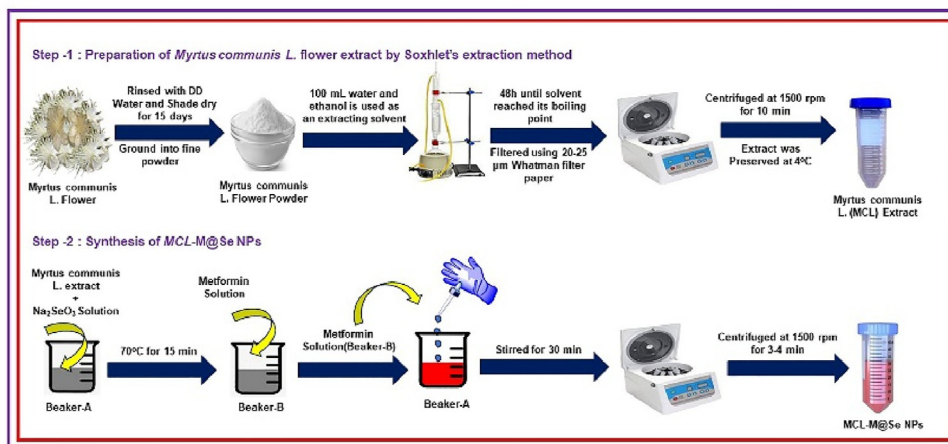 Step -1 : Preparation of Myrtus communis L. flower extract by Soxhlet's extraction method
Rinsed with DD
Water and Shade dry
for 15 days
Ground into fine
powder
100 mL water and
ethanol is used as
an extracting solvent
48h until solvent
reached its boiling
point
Filtered using 20-25
µm Whatman filter
paper
Centrifuged at 1500 rpm
for 10 min
Extract was
Preserved at 4⁰C
Myrtus communis
L. Flower
Myrtus communis
L. Flower Powder
Myrtus communis
L. (MCL) Extract
Step -2 : Synthesis of MCL-M@Se NPs
Myrtus communis
L. extract
+
Na₂SeO₃ Solution
70⁰C for 15 min
Metformin
Solution
Metformin
Solution(Beaker-B)
Stirred for 30 min
Centrifuged at 1500 rpm
for 3-4 min
Beaker-A
Beaker-B
Beaker-A
MCL-M@Se NPs